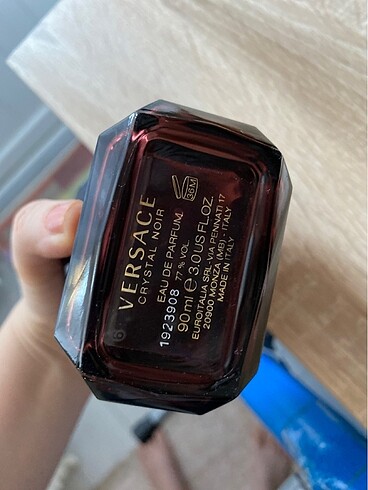 VERSACE
CRYSTAL NOIR
EAU DE PARFUM
1923908 77 % VOL.
90ml e 3.0 US FL.OZ.
EUROITALIA SRL VIA PENNATI 17
20900 MONZA (MB) - ITALY
MADE IN ITALY
36M